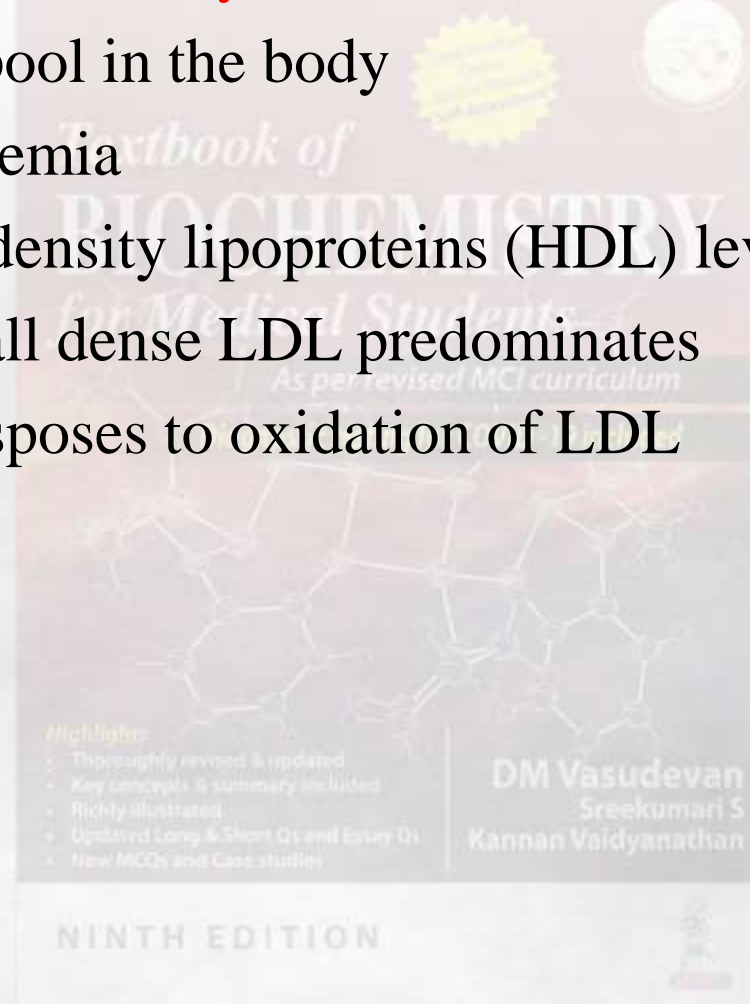 pool in the body
emia
density lipoproteins (HDL) lev
all dense LDL predominates
sposes to oxidation of LDL
Textbook of
BIOCHEMISTRY
for Medical Students
As per revised MCI curriculum
Highlights
• Thoroughly revised & updated
• Key concepts & summary included
• Richly illustrated
• Updated Long & Short Qs and Essay Qs
• New MCQs and Case studies
DM Vasudevan
Sreekumari S
Kannan Vaidyanathan
NINTH EDITION